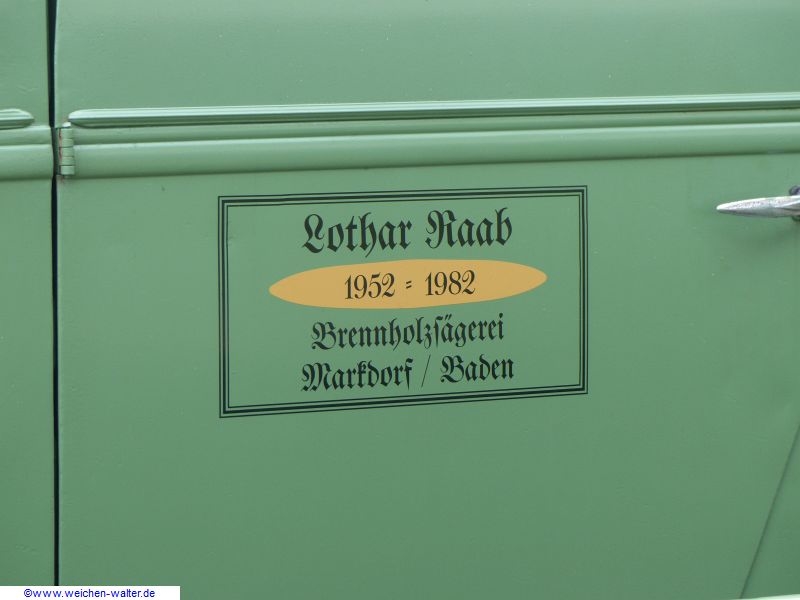 Lothar Raab
1952 - 1982
Brennholzſägerei
Markdorf / Baden
©www.weichen-walter.de